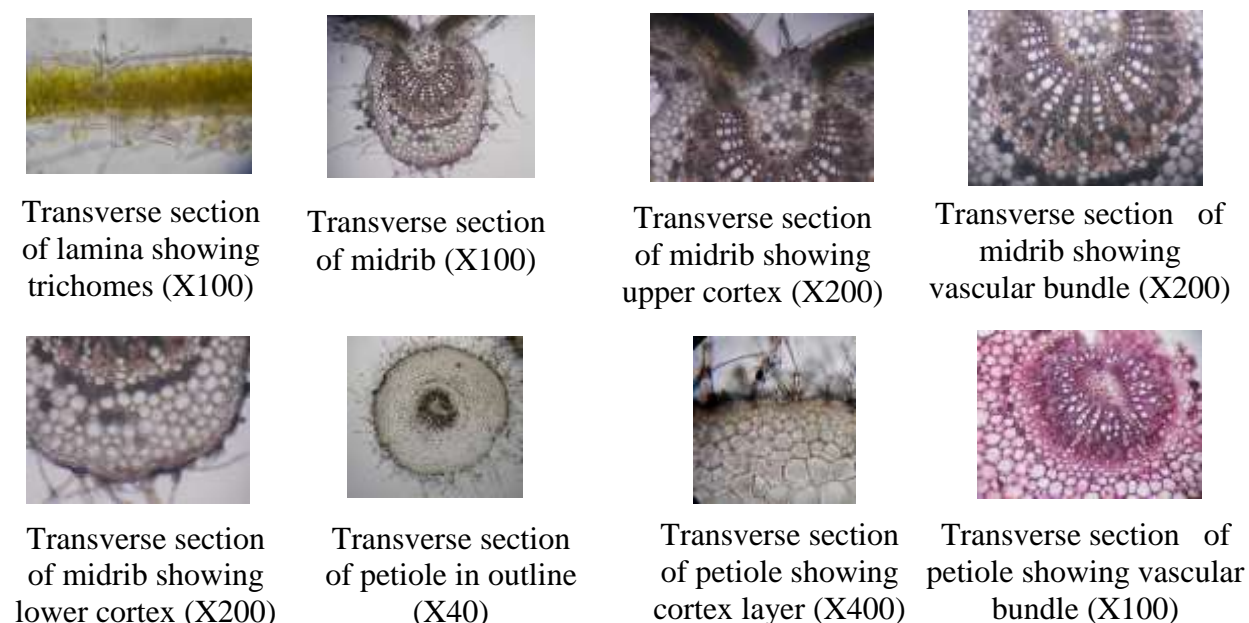 Transverse section
of lamina showing
trichomes (X100)
Transverse section
of midrib (X100)
Transverse section
of midrib showing
upper cortex (X200)
Transverse section of
midrib showing
vascular bundle (X200)
Transverse section
of midrib showing
lower cortex (X200)
Transverse section
of petiole in outline
(X40)
Transverse section
of petiole showing
cortex layer (X400)
Transverse section of
petiole showing vascular
bundle (X100)